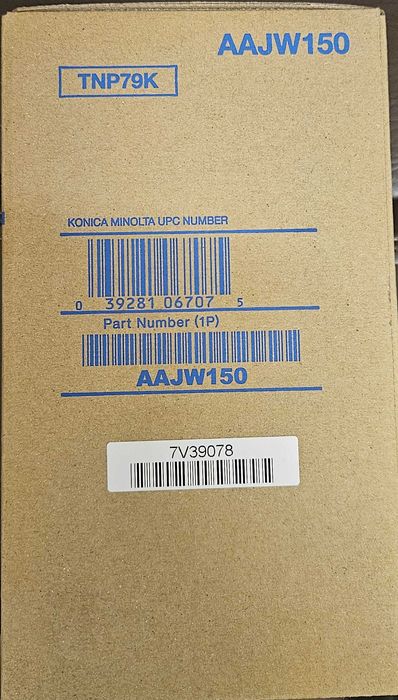 AAJW150
TNP79K
KONICA MINOLTA UPC NUMBER
0 39281 06707 5
Part Number (1P)
AAJW150
7V39078